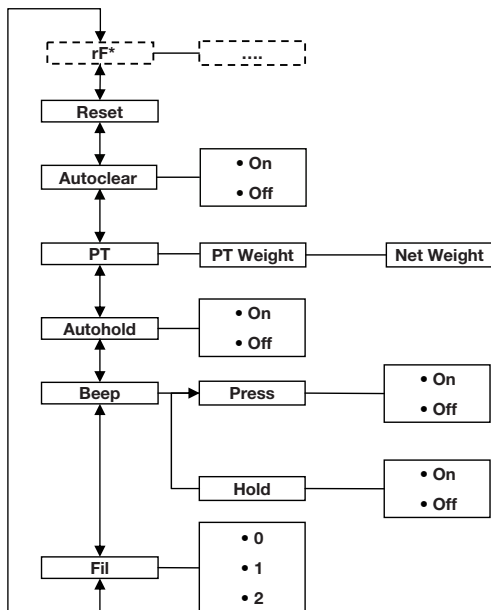 rF*
....
Reset
Autoclear
• On
• Off
PT
PT Weight
Net Weight
Autohold
• On
• Off
Beep
Press
• On
• Off
Hold
• On
• Off
Fil
• 0
• 1
• 2